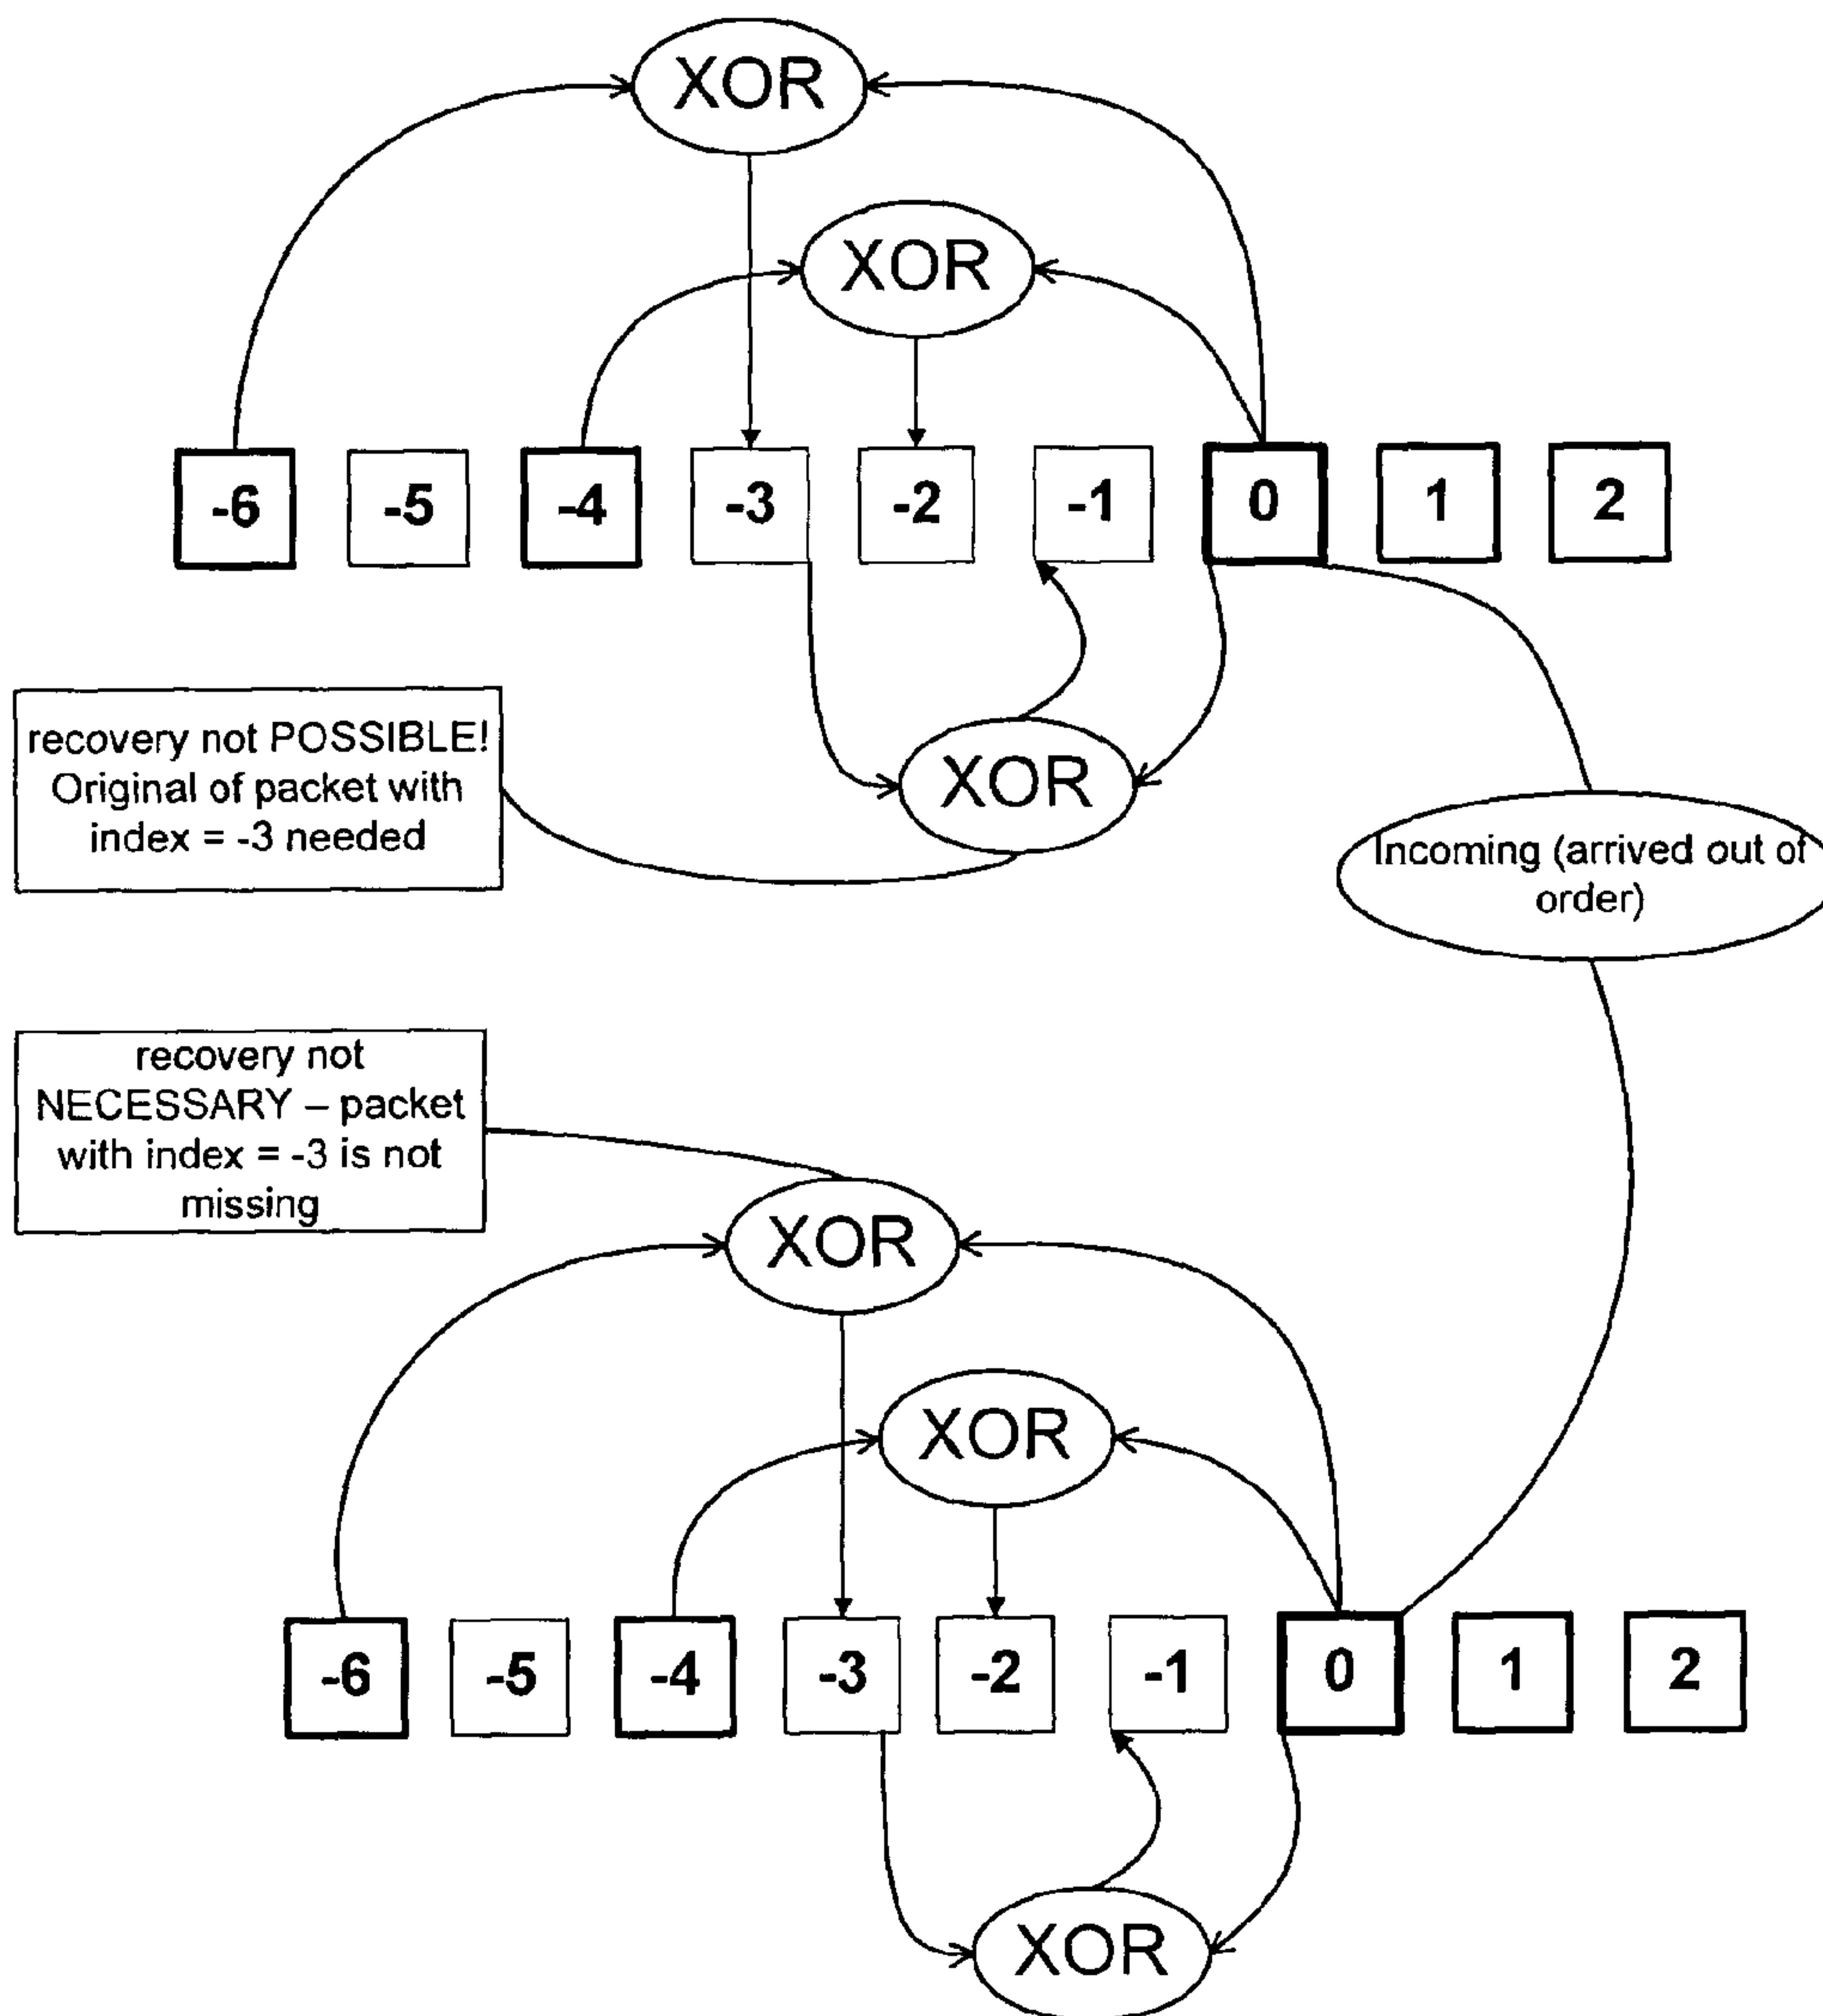 XOR
XOR
-6 -5 -4 -3 -2 -1 0 1 2
recovery not POSSIBLE!
Original of packet with
index = -3 needed
XOR
Incoming (arrived out of
order)
recovery not
NECESSARY – packet
with index = -3 is not
missing
XOR
XOR
-6 -5 -4 -3 -2 -1 0 1 2
XOR